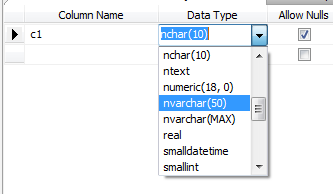 Column Name Data Type Allow Nulls
c1 nchar(10)
nchar(10)
ntext
numeric(18, 0)
nvarchar(50)
nvarchar(MAX)
real
smalldatetime
smallint